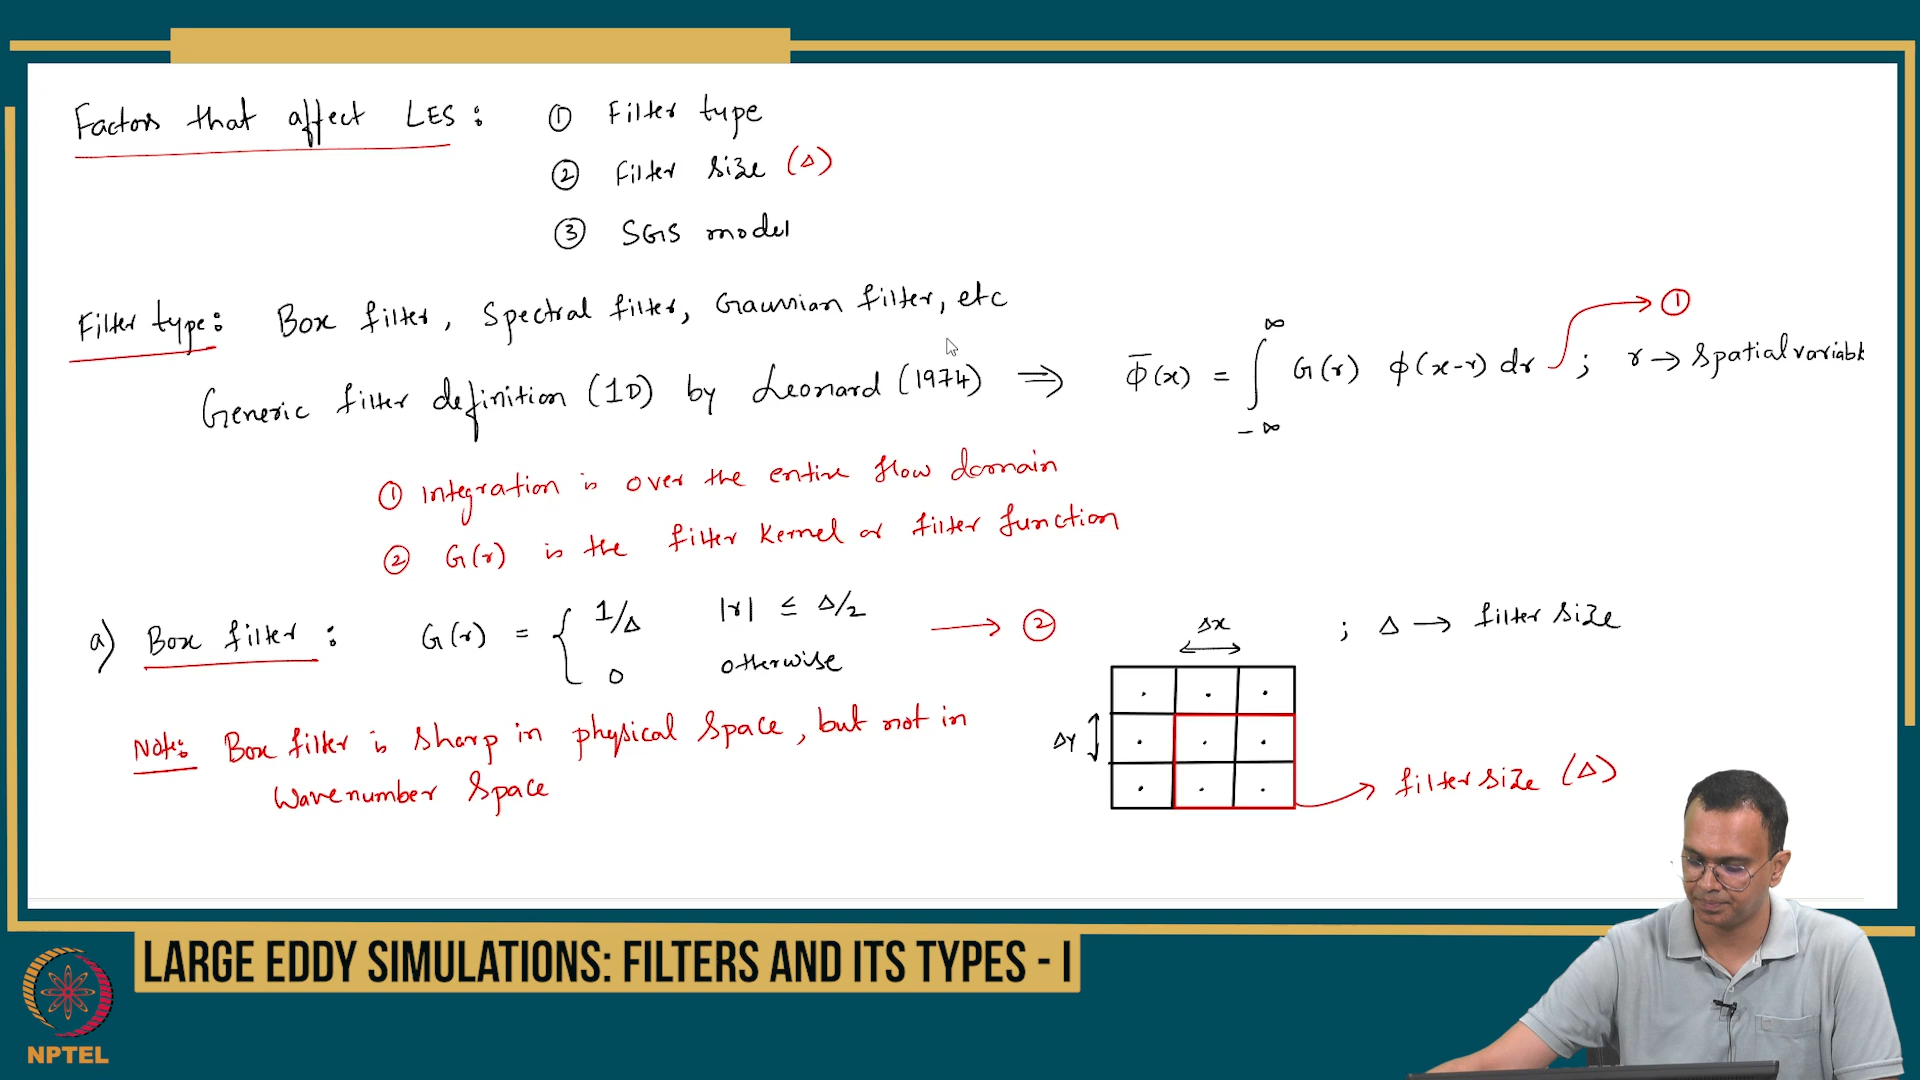 Factors that affect LES : ① Filter type
② Filter size (Δ)
③ SGS model
Filter type: Box filter, Spectral filter, Gaussian filter, etc
Generic filter definition (1D) by Leonard (1974) ⇒ Φ̅(x) = ∫_{-∞}^{∞} G(r) ϕ(x-r) dr → ① ; r → Spatial variabl
① Integration is over the entire flow domain
② G(r) is the filter Kernel or filter function
a) Box filter : G(r) = { 1/Δ |r| ≤ Δ/2 → ② ; Δ → filter size
0 otherwise
Δx
ΔY
Note: Box filter is sharp in physical space, but not in
Wavenumber Space
filter size (Δ)
LARGE EDDY SIMULATIONS: FILTERS AND ITS TYPES - I
NPTEL